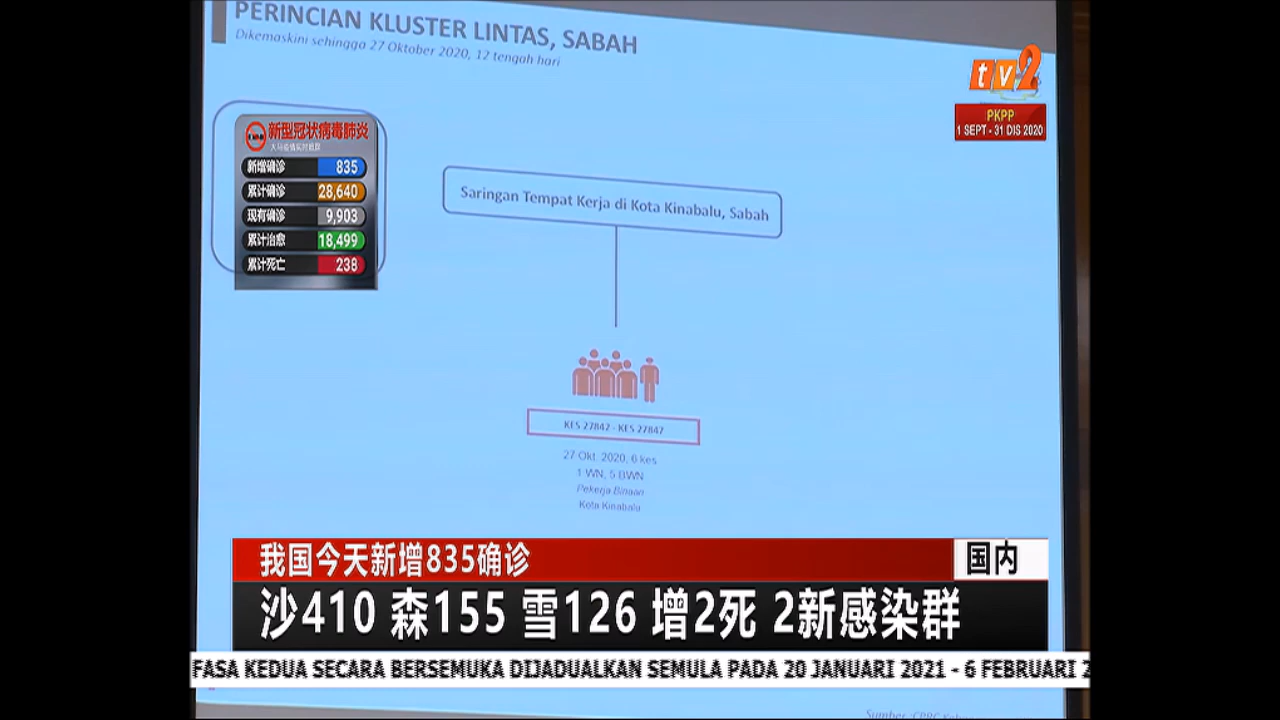 PERINCIAN KLUSTER LINTAS, SABAH
Dikemaskini sehingga 27 Oktober 2020, 12 tengah hari
tv2
PKPP
1 SEPT - 31 DIS 2020
新型冠状病毒肺炎
新增确诊 835
累计确诊 28,640
现有确诊 9,903
累计治愈 18,499
累计死亡 238
Saringan Tempat Kerja di Kota Kinabalu, Sabah
KES 27842 - KES 27847
27 Okt. 2020, 6 kes
1 WN, 5 BWN
Pekerja Binaan
Kota Kinabalu
我国今天新增835确诊
国内
沙410 森155 雪126 增2死 2新感染群
FASA KEDUA SECARA BERSEMUKA DIJADUALKAN SEMULA PADA 20 JANUARI 2021 - 6 FEBRUARI
Sumber :CPRC